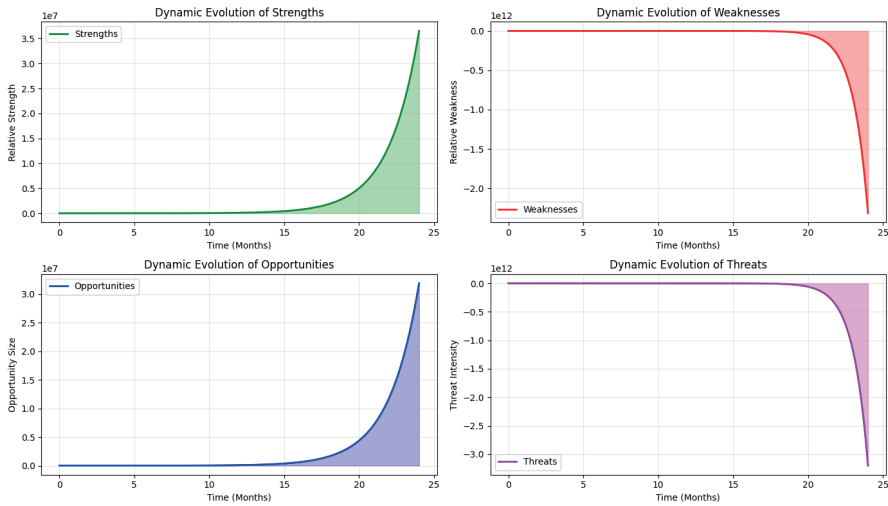 Dynamic Evolution of Strengths
1e7
Strengths
Relative Strength
3.5
3.0
2.5
2.0
1.5
1.0
0.5
0.0
0 5 10 15 20 25
Time (Months)
Dynamic Evolution of Weaknesses
1e12
Relative Weakness
0.0
−0.5
−1.0
−1.5
−2.0
Weaknesses
0 5 10 15 20 25
Time (Months)
Dynamic Evolution of Opportunities
1e7
Opportunities
Opportunity Size
3.0
2.5
2.0
1.5
1.0
0.5
0.0
0 5 10 15 20 25
Time (Months)
Dynamic Evolution of Threats
1e12
Threat Intensity
0.0
−0.5
−1.0
−1.5
−2.0
−2.5
−3.0
Threats
0 5 10 15 20 25
Time (Months)